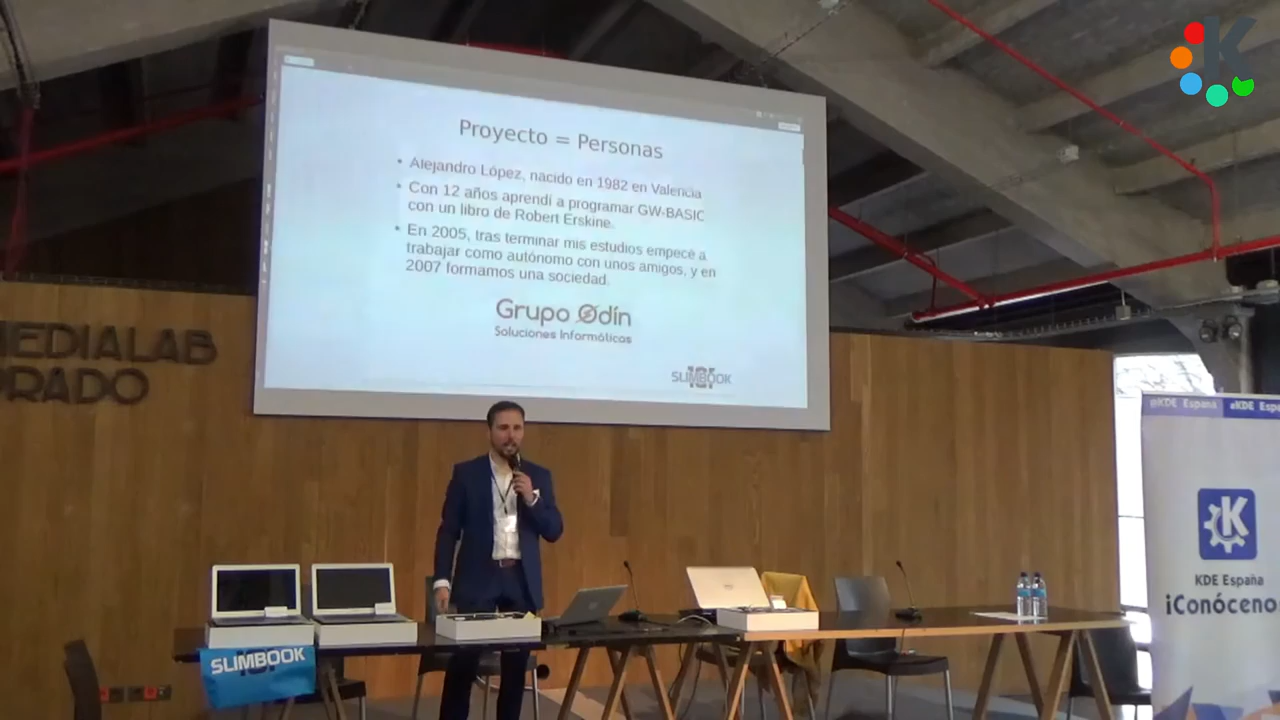 Proyecto = Personas
• Alejandro López, nacido en 1982 en Valencia
• Con 12 años aprendí a programar GW-BASIC
con un libro de Robert Erskine.
• En 2005, tras terminar mis estudios empecé a
trabajar como autónomo con unos amigos, y en
2007 formamos una sociedad.
Grupo Odín
Soluciones Informáticas
SLIMBOOK
MEDIALAB
PRADO
SLIMBOOK
KDE España
KDE Esp
K
KDE España
¡Conóceno
K